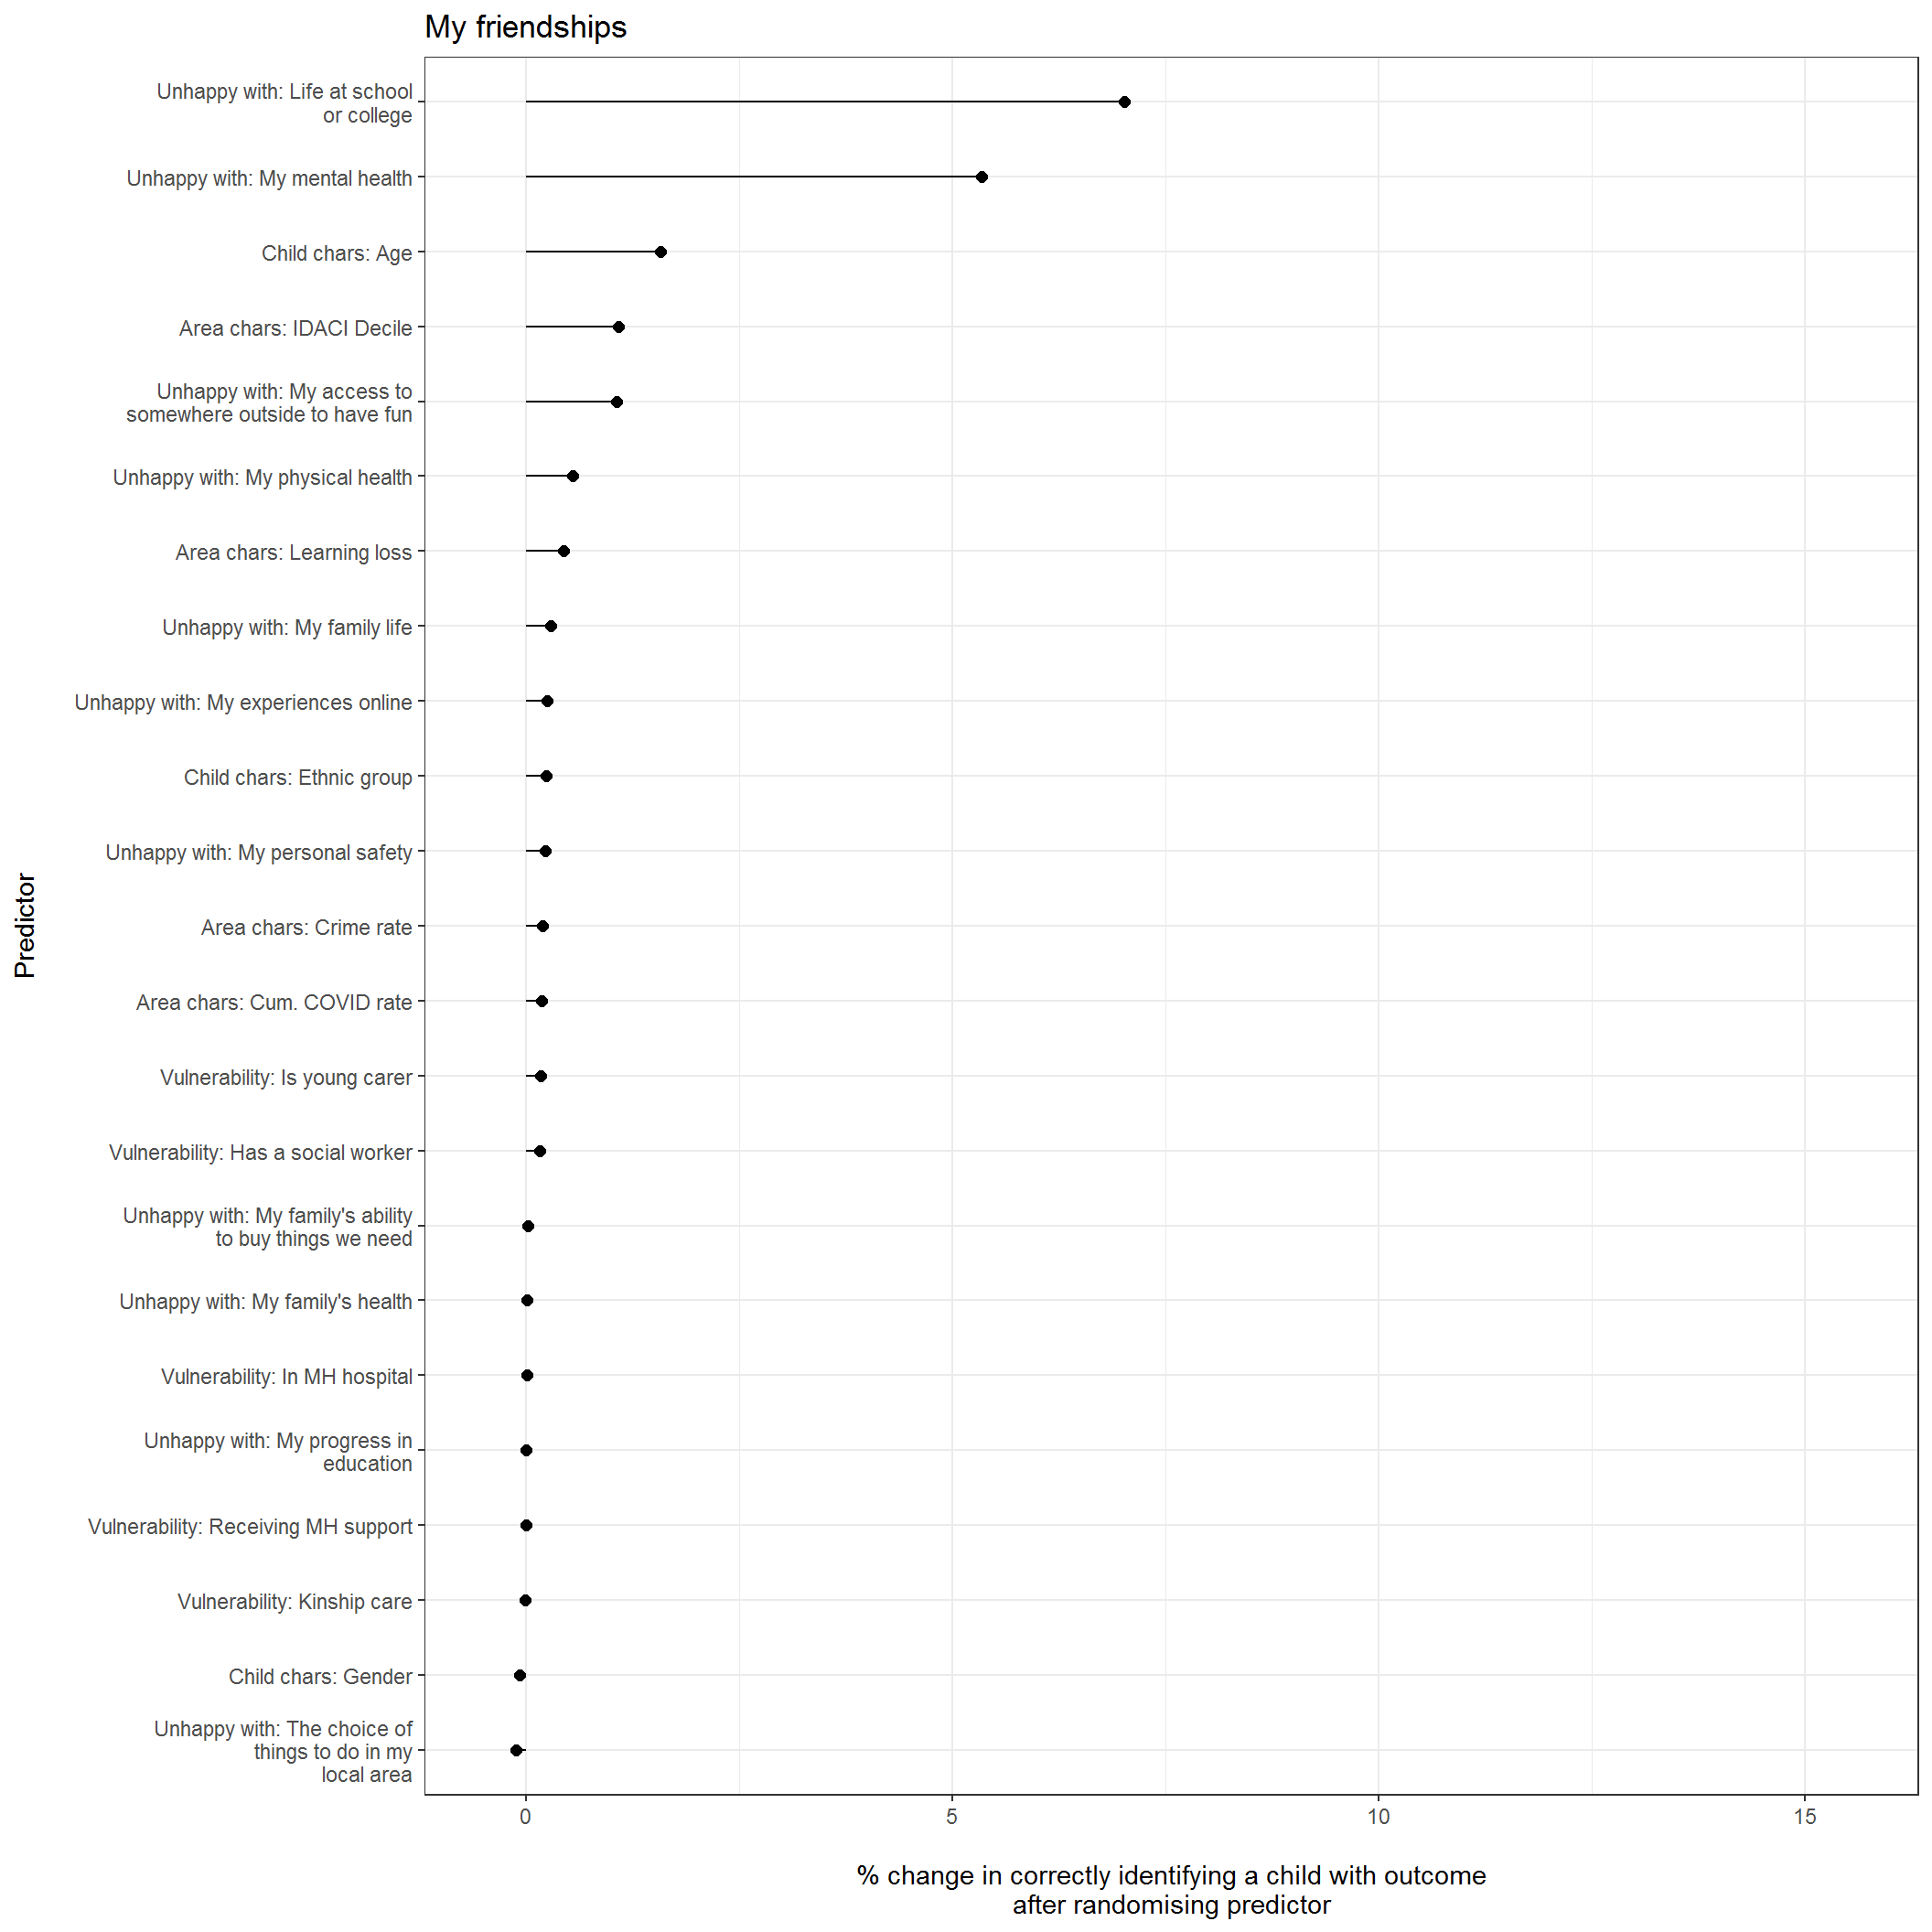 My friendships
Unhappy with: Life at school
or college
Unhappy with: My mental health
Child chars: Age
Area chars: IDACI Decile
Unhappy with: My access to
somewhere outside to have fun
Unhappy with: My physical health
Area chars: Learning loss
Unhappy with: My family life
Unhappy with: My experiences online
Child chars: Ethnic group
Unhappy with: My personal safety
Area chars: Crime rate
Area chars: Cum. COVID rate
Vulnerability: Is young carer
Vulnerability: Has a social worker
Unhappy with: My family's ability
to buy things we need
Unhappy with: My family's health
Vulnerability: In MH hospital
Unhappy with: My progress in
education
Vulnerability: Receiving MH support
Vulnerability: Kinship care
Child chars: Gender
Unhappy with: The choice of
things to do in my
local area
Predictor
0 5 10 15
% change in correctly identifying a child with outcome
after randomising predictor